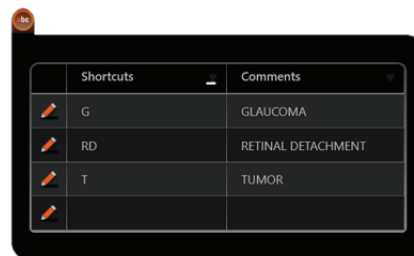 abc
Shortcuts Comments
G GLAUCOMA
RD RETINAL DETACHMENT
T TUMOR